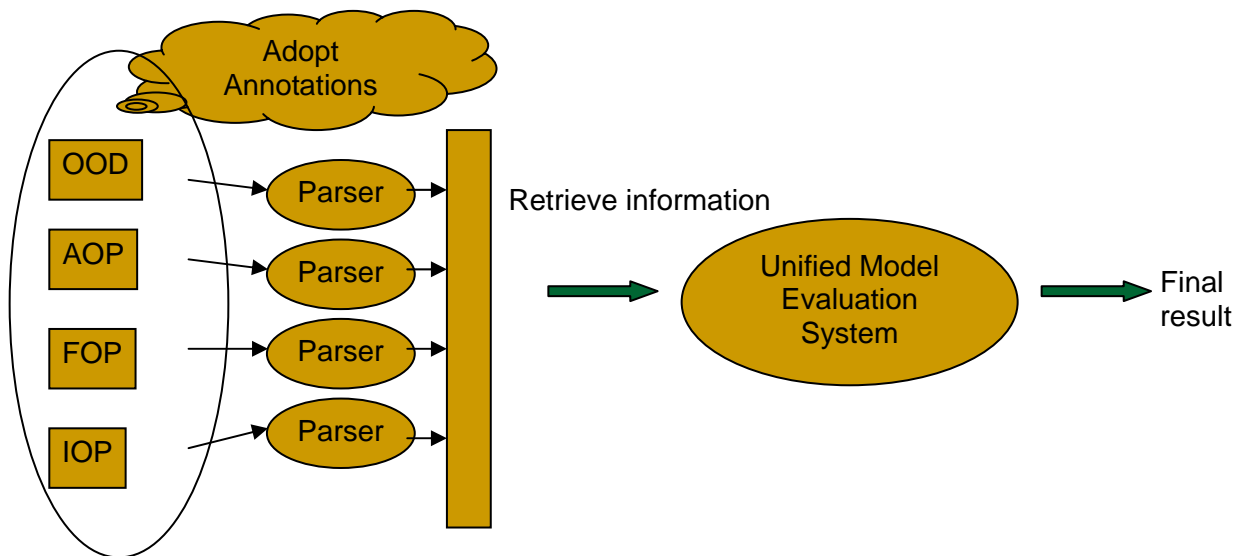 Adopt
Annotations
OOD
Parser
Retrieve information
AOP
Parser
Unified Model
Evaluation
System
Final
result
FOP
Parser
IOP
Parser